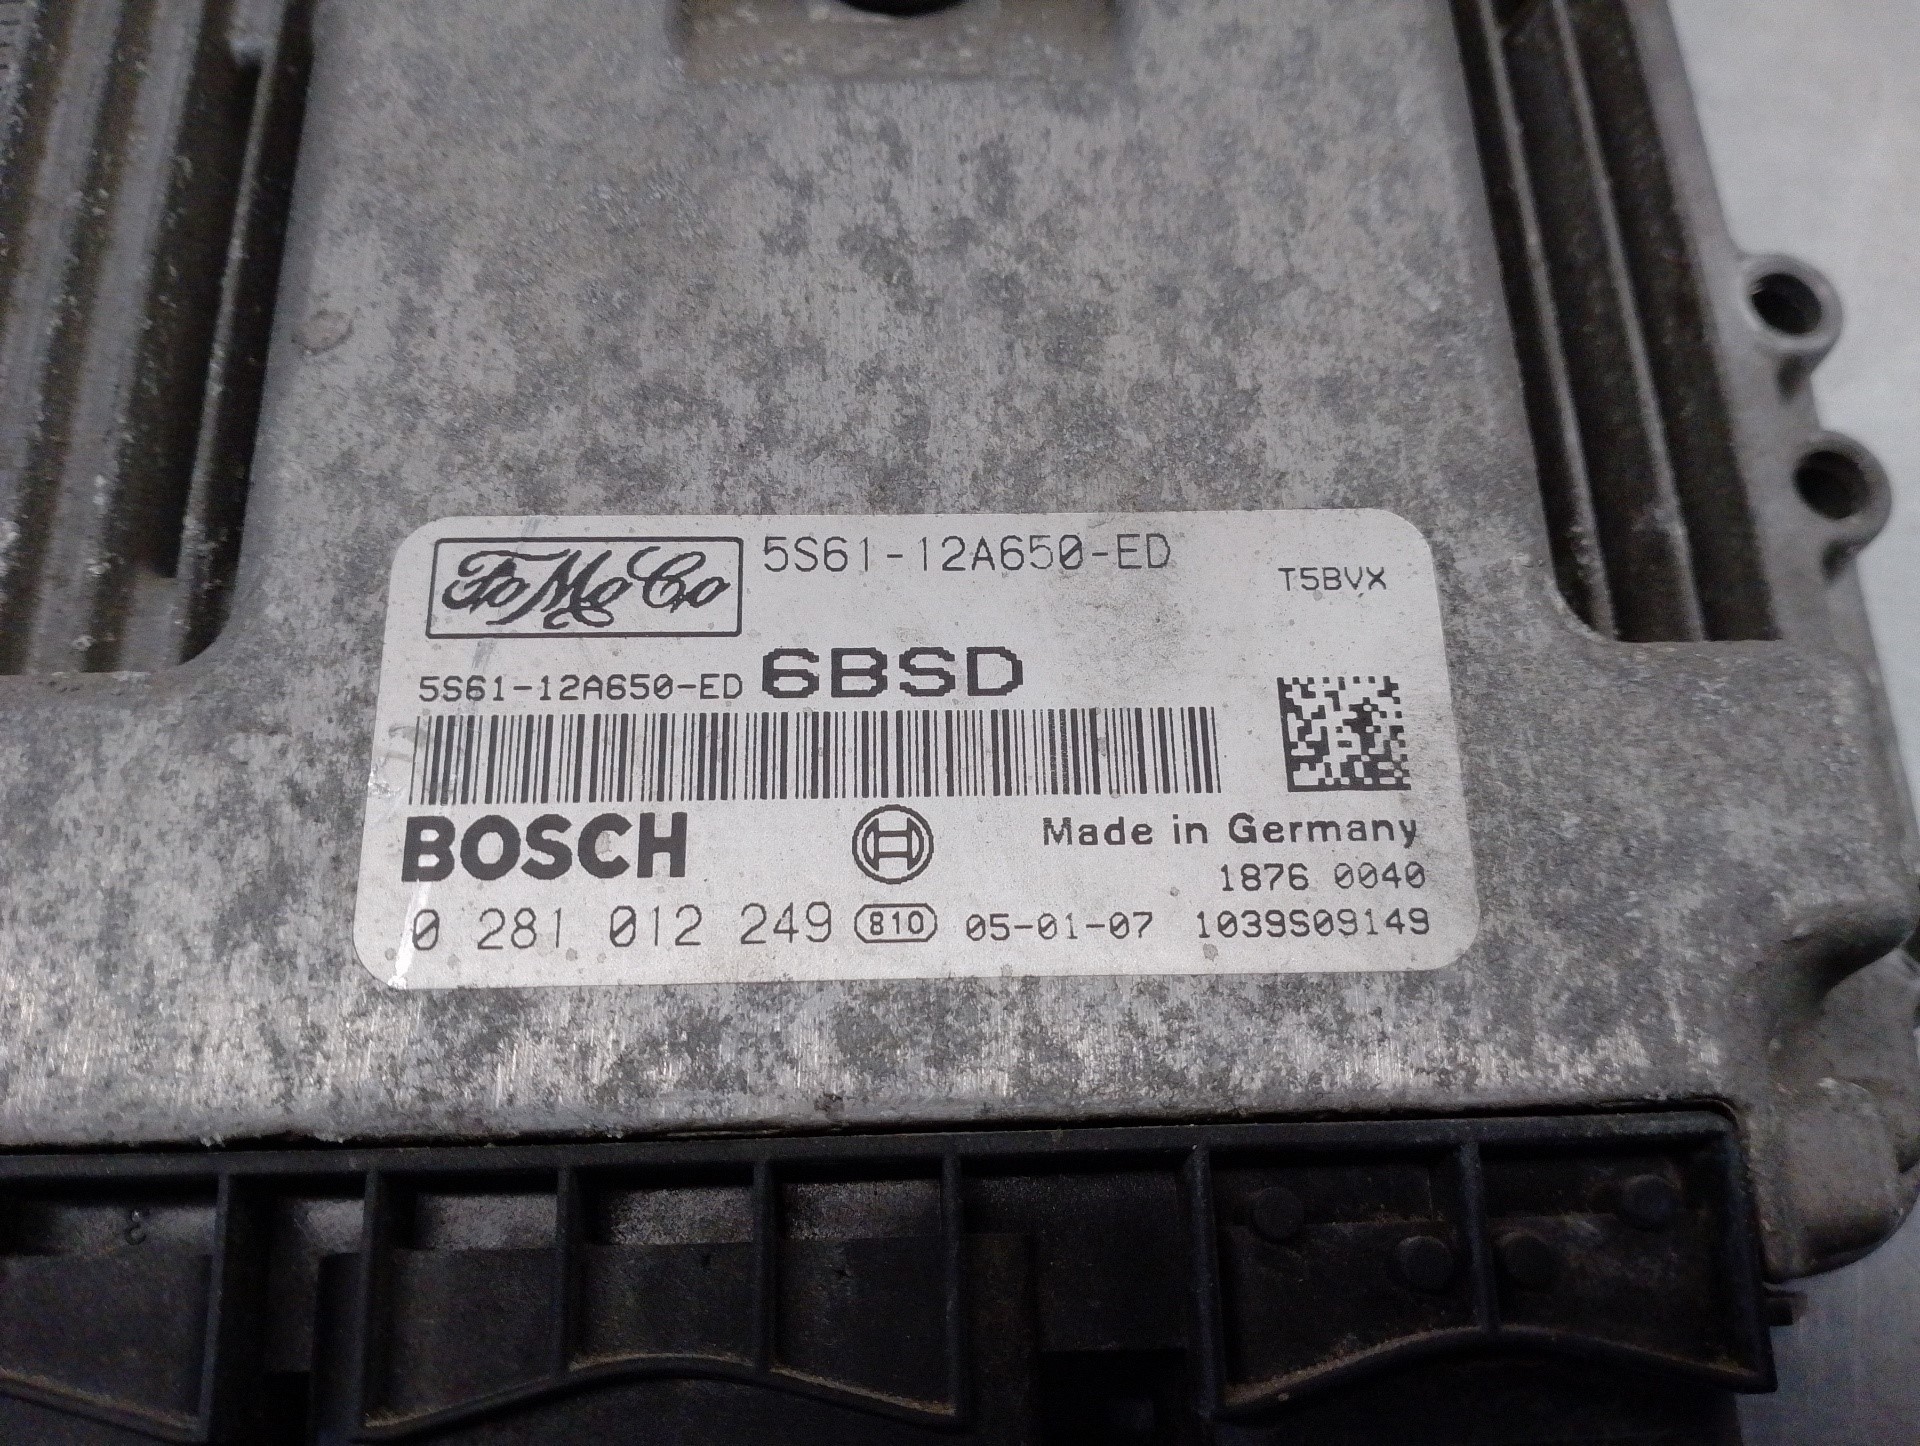 FoMoCo 5S61-12A650-ED T5BVX
5S61-12A650-ED 6BSD
BOSCH Made in Germany
1876 0040
0 281 012 249 810 05-01-07 1039S09149